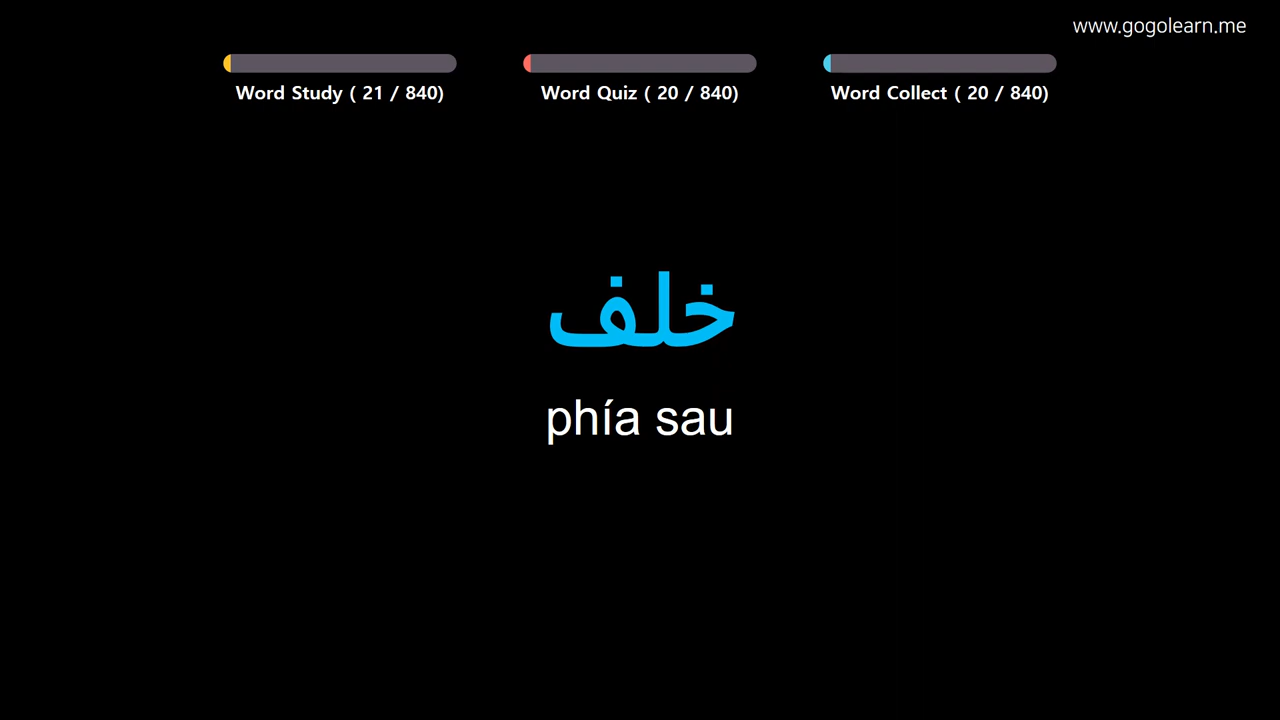 www.gogolearn.me
Word Study ( 21 / 840)
Word Quiz ( 20 / 840)
Word Collect ( 20 / 840)
خلف
phía sau